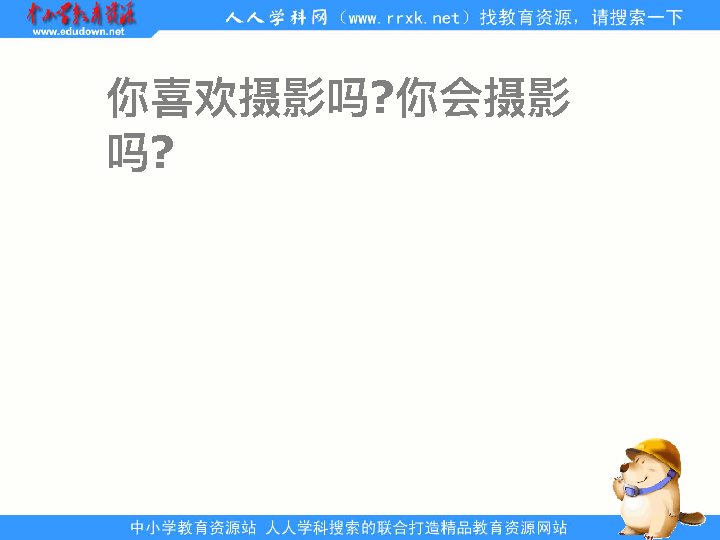 中小学教育资源
www.edudown.net
人人学科网（www.rrxk.net）找教育资源，请搜索一下
你喜欢摄影吗?你会摄影
吗?
中小学教育资源站 人人学科搜索的联合打造精品教育资源网站